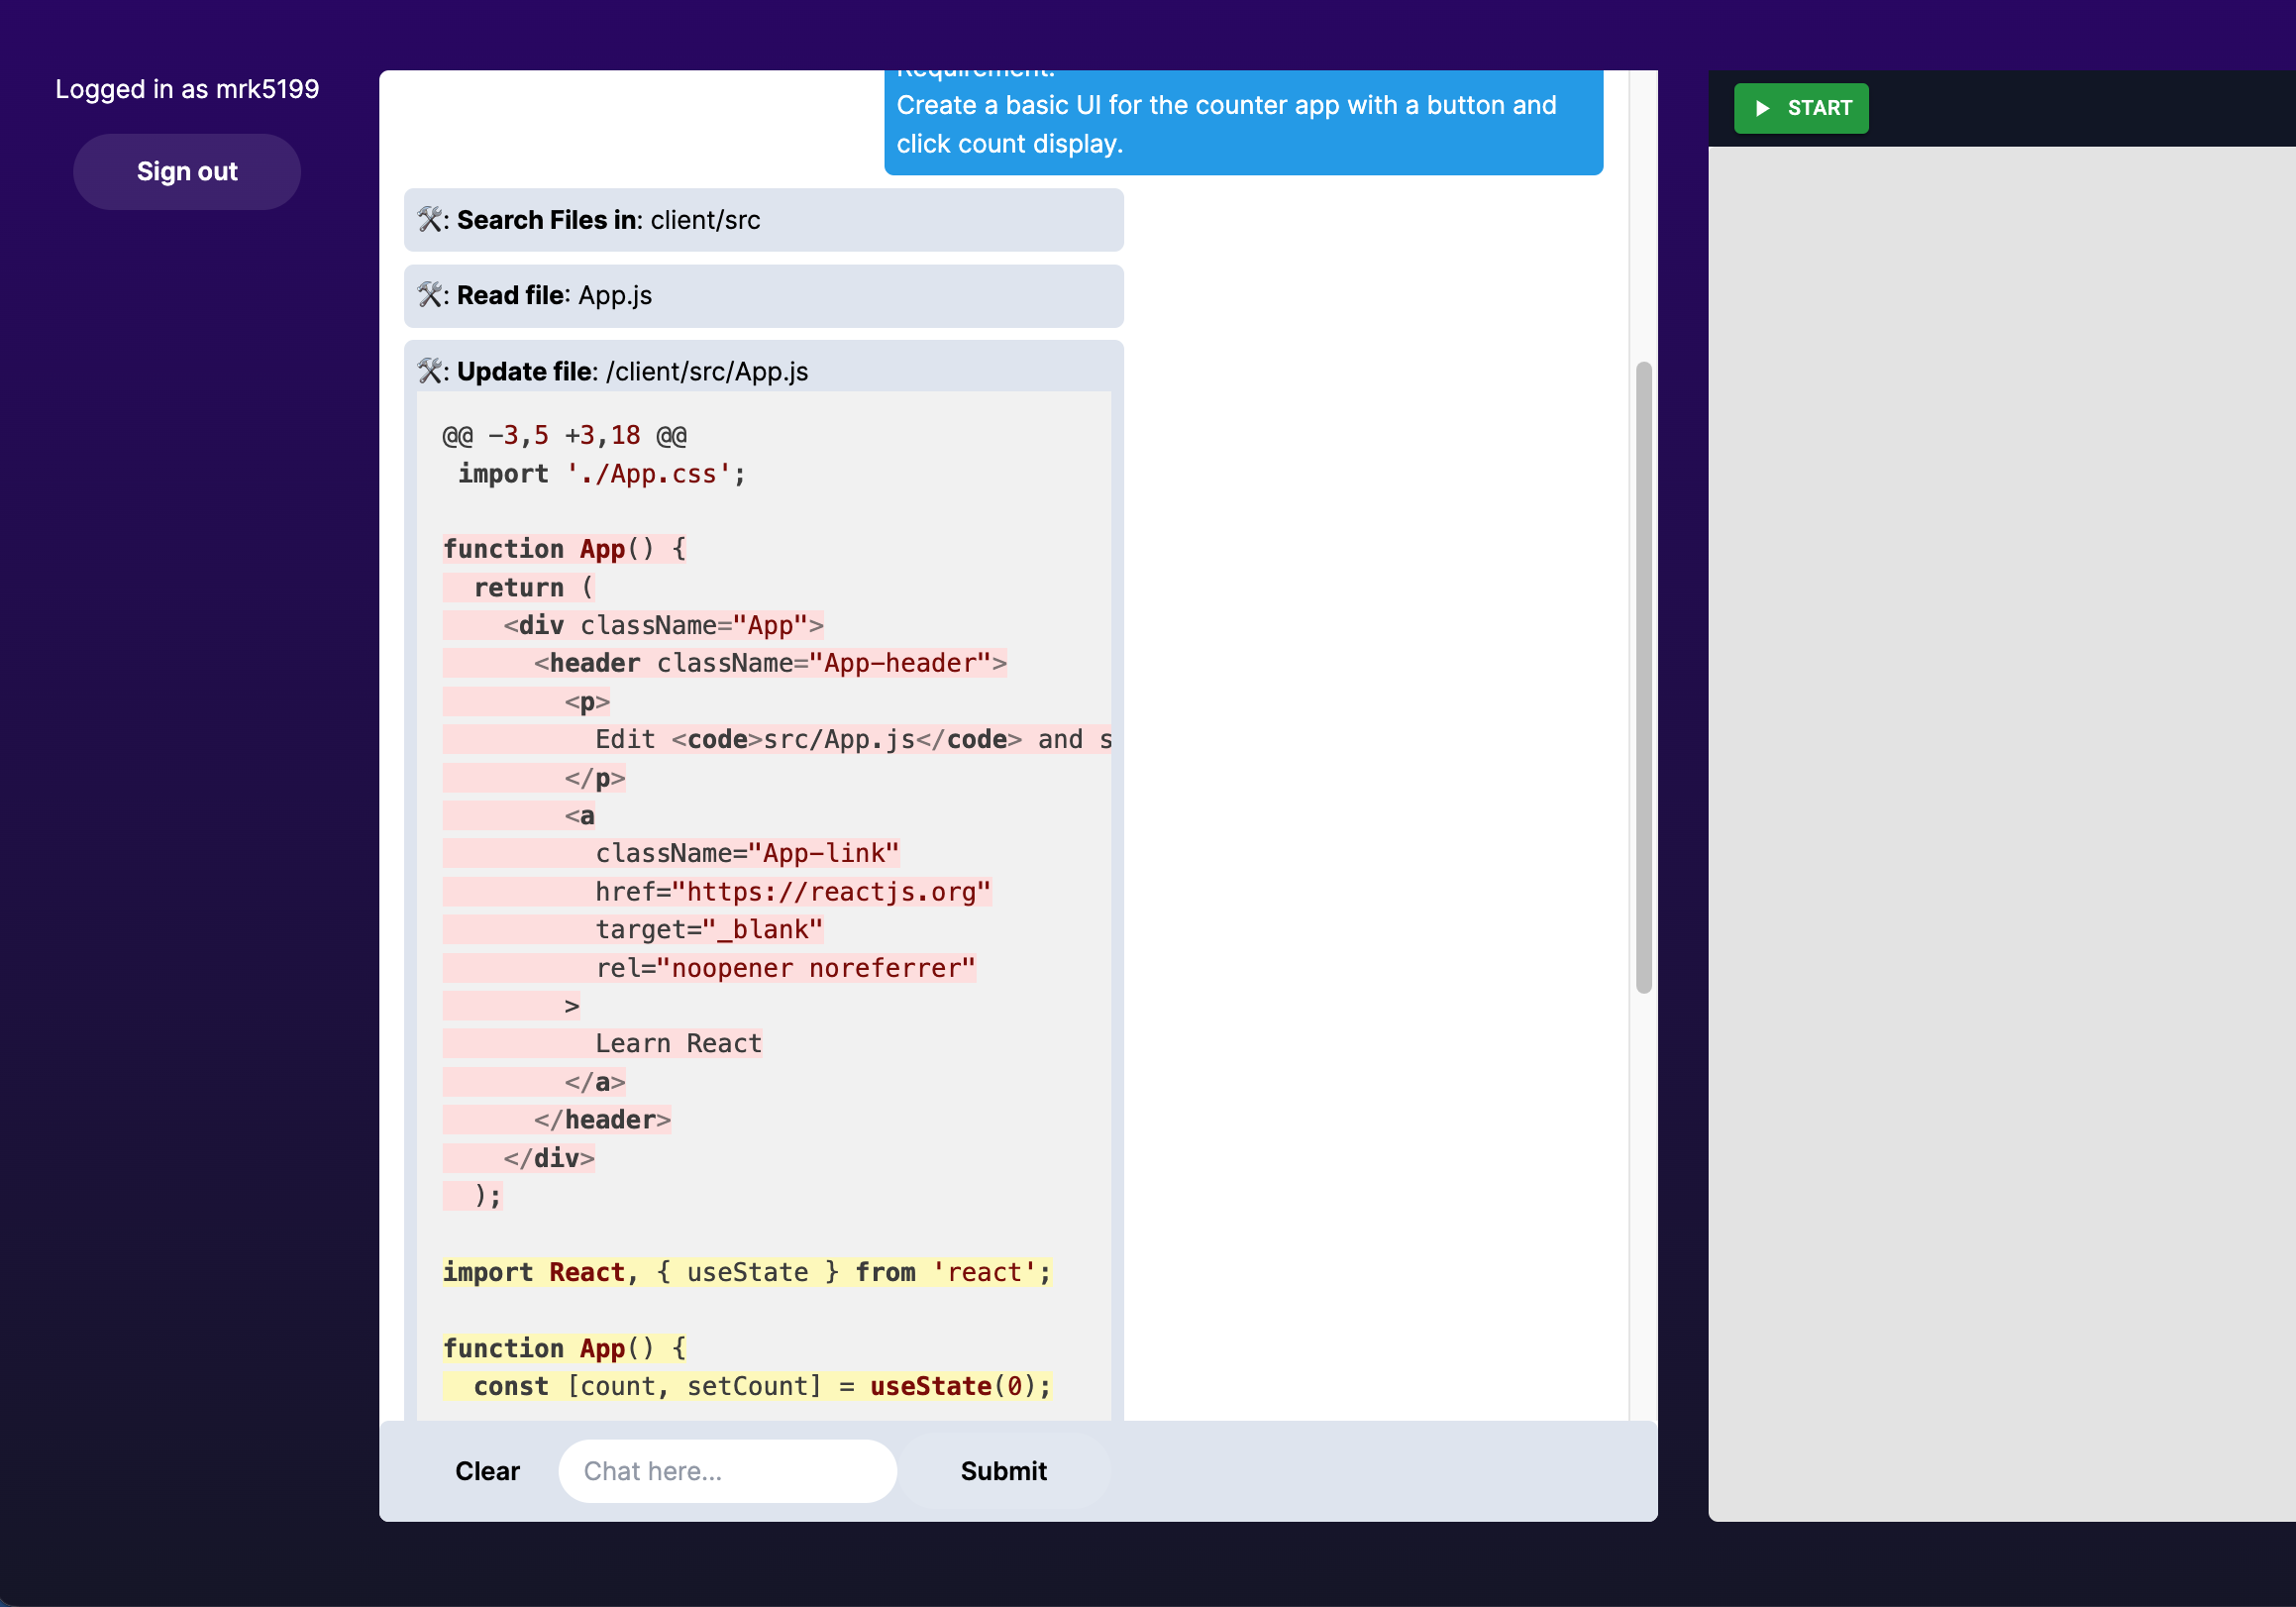 Logged in as mrk5199
Sign out
Requirement:
Create a basic UI for the counter app with a button and
click count display.
🛠: Search Files in: client/src
🛠: Read file: App.js
🛠: Update file: /client/src/App.js
@@ -3,5 +3,18 @@
 import './App.css';
function App() {
  return (
    <div className="App">
      <header className="App-header">
        <p>
          Edit <code>src/App.js</code> and s
        </p>
        <a
          className="App-link"
          href="https://reactjs.org"
          target="_blank"
          rel="noopener noreferrer"
        >
          Learn React
        </a>
      </header>
    </div>
  );
import React, { useState } from 'react';
function App() {
  const [count, setCount] = useState(0);
Clear
Chat here...
Submit
START